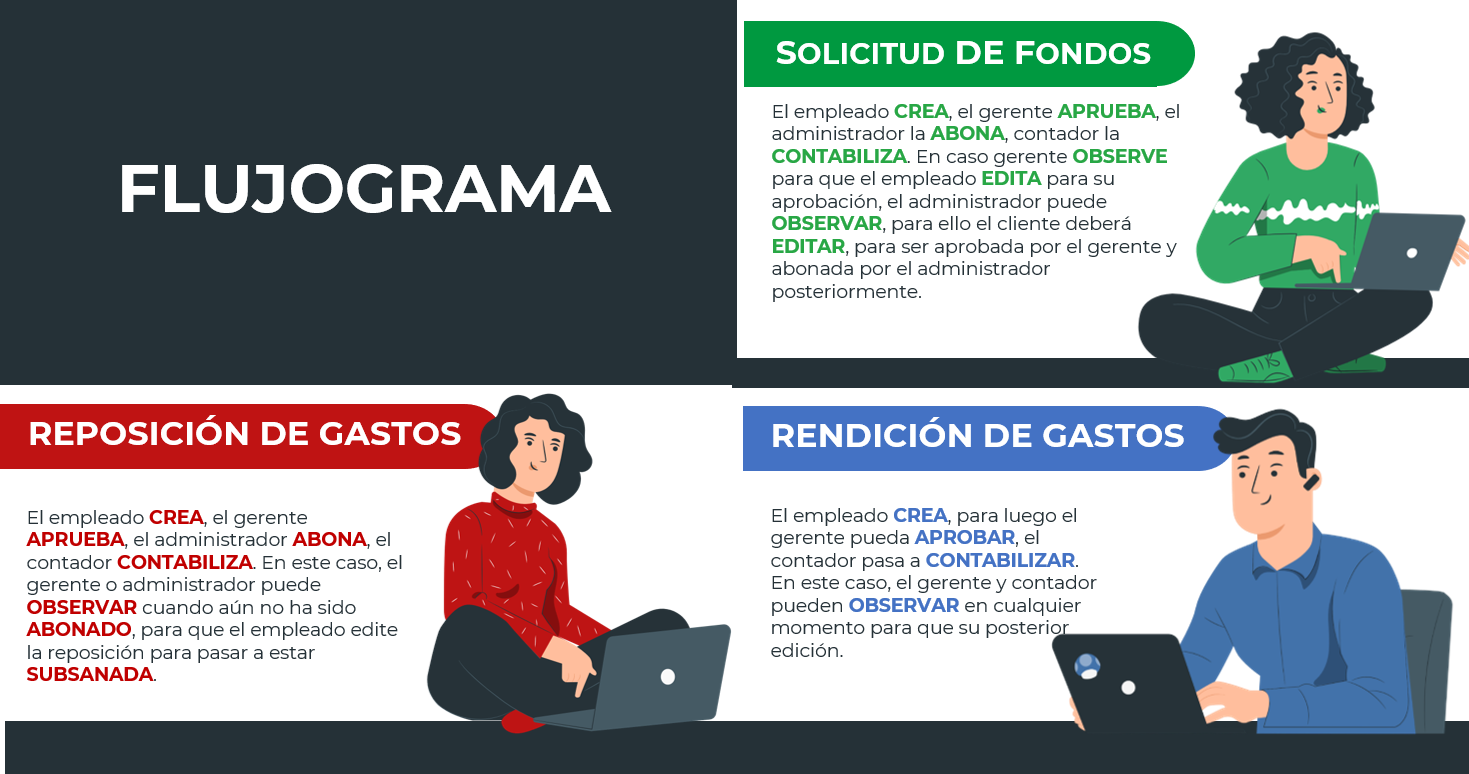 FLUJOGRAMA
SOLICITUD DE FONDOS
El empleado CREA, el gerente APRUEBA, el
administrador la ABONA, contador la
CONTABILIZA. En caso gerente OBSERVE
para que el empleado EDITA para su
aprobación, el administrador puede
OBSERVAR, para ello el cliente deberá
EDITAR, para ser aprobada por el gerente y
abonada por el administrador
posteriormente.
REPOSICIÓN DE GASTOS
El empleado CREA, el gerente
APRUEBA, el administrador ABONA, el
contador CONTABILIZA. En este caso, el
gerente o administrador puede
OBSERVAR cuando aún no ha sido
ABONADO, para que el empleado edite
la reposición para pasar a estar
SUBSANADA.
RENDICIÓN DE GASTOS
El empleado CREA, para luego el
gerente pueda APROBAR, el
contador pasa a CONTABILIZAR.
En este caso, el gerente y contador
pueden OBSERVAR en cualquier
momento para que su posterior
edición.